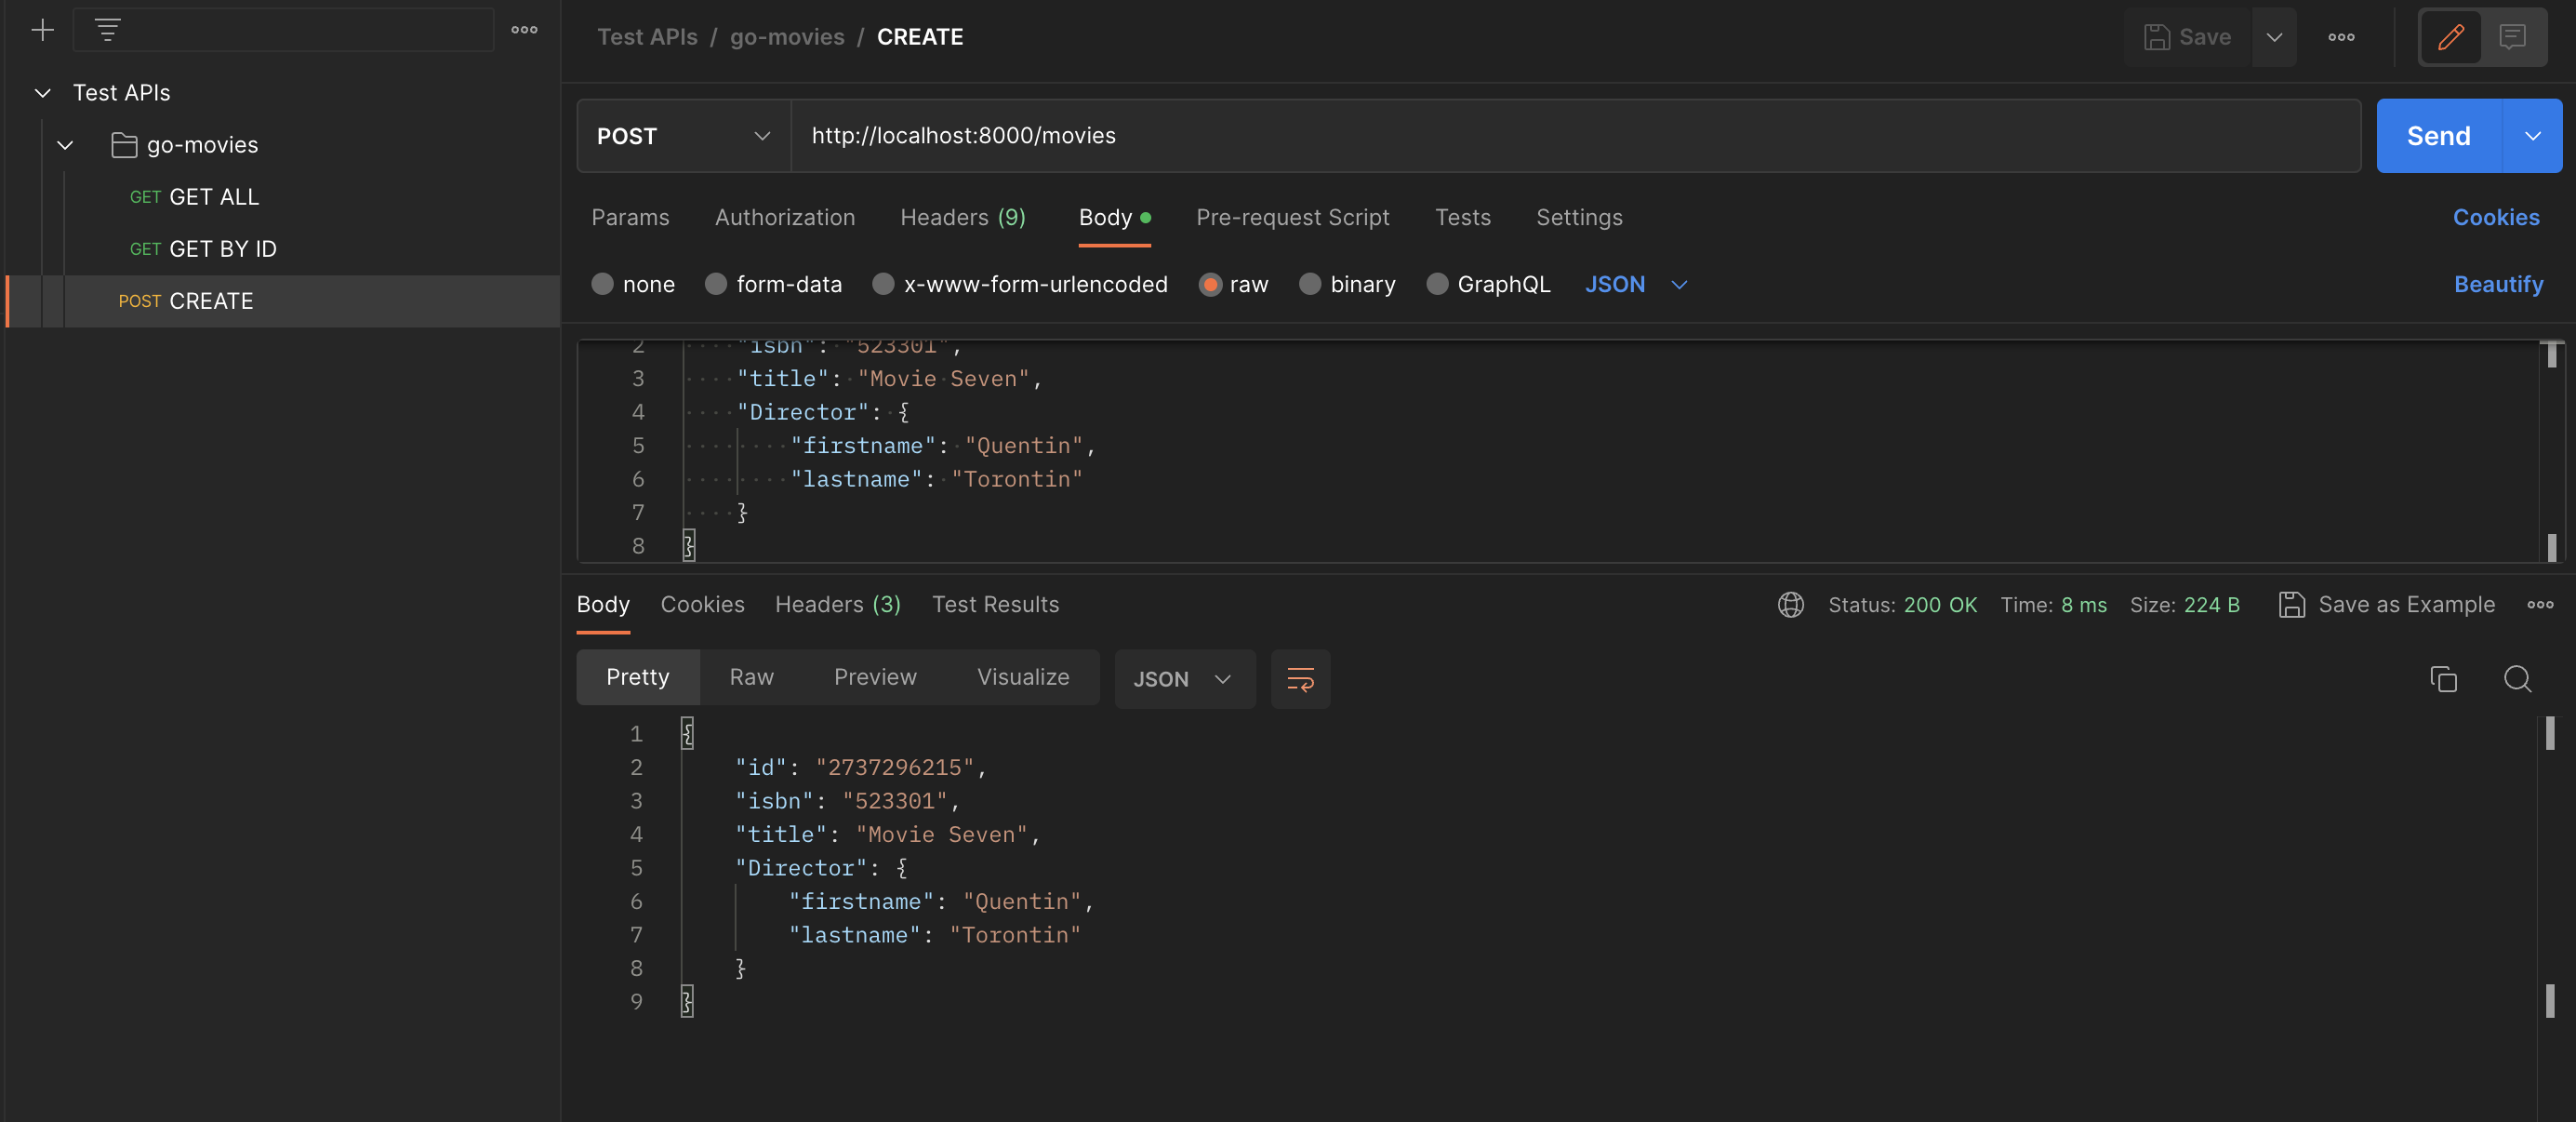 Test APIs
go-movies
GET GET ALL
GET GET BY ID
POST CREATE
Test APIs / go-movies / CREATE
Save
POST http://localhost:8000/movies Send
Params Authorization Headers (9) Body Pre-request Script Tests Settings Cookies
none form-data x-www-form-urlencoded raw binary GraphQL JSON Beautify
2 "isbn": "523301",
3 "title": "Movie Seven",
4 "Director": {
5 "firstname": "Quentin",
6 "lastname": "Torontin"
7 }
8 }
Body Cookies Headers (3) Test Results Status: 200 OK Time: 8 ms Size: 224 B Save as Example
Pretty Raw Preview Visualize JSON
1 {
2 "id": "2737296215",
3 "isbn": "523301",
4 "title": "Movie Seven",
5 "Director": {
6 "firstname": "Quentin",
7 "lastname": "Torontin"
8 }
9 }